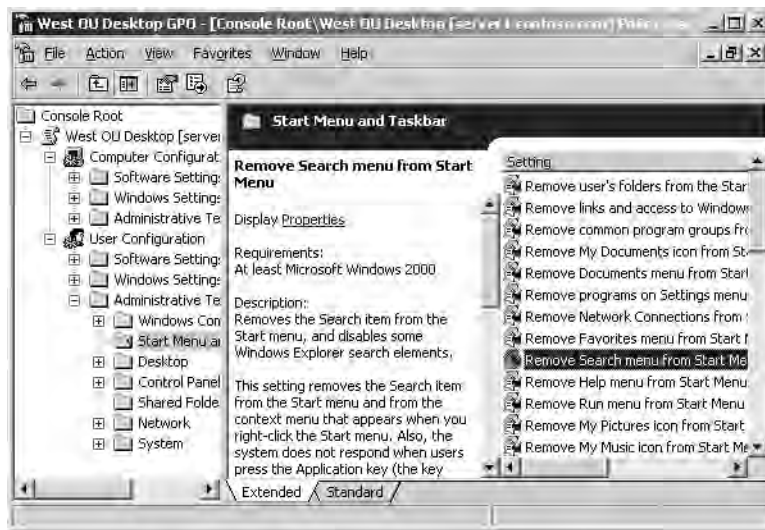 West OU Desktop GPO - [Console Root\West OU Desktop [server1.contoso.com] Policy
File Action View Favorites Window Help
Console Root
West OU Desktop [server
Computer Configurat
Software Setting:
Windows Setting:
Administrative Te
User Configuration
Software Setting:
Windows Setting:
Administrative Te
Windows Con
Start Menu ar
Desktop
Control Panel
Shared Folde
Network
System
Start Menu and Taskbar
Remove Search menu from Start
Menu
Display Properties
Requirements:
At least Microsoft Windows 2000
Description:
Removes the Search item from the
Start menu, and disables some
Windows Explorer search elements.
This setting removes the Search item
from the Start menu and from the
context menu that appears when you
right-click the Start menu. Also, the
system does not respond when users
press the Application key (the key
Setting
Remove user's folders from the Star
Remove links and access to Window
Remove common program groups fro
Remove My Documents icon from St
Remove Documents menu from Start
Remove programs on Settings menu
Remove Network Connections from
Remove Favorites menu from Start M
Remove Search menu from Start Me
Remove Help menu from Start Menu
Remove Run menu from Start Menu
Remove My Pictures icon from Start
Remove My Music icon from Start Me
Extended
Standard